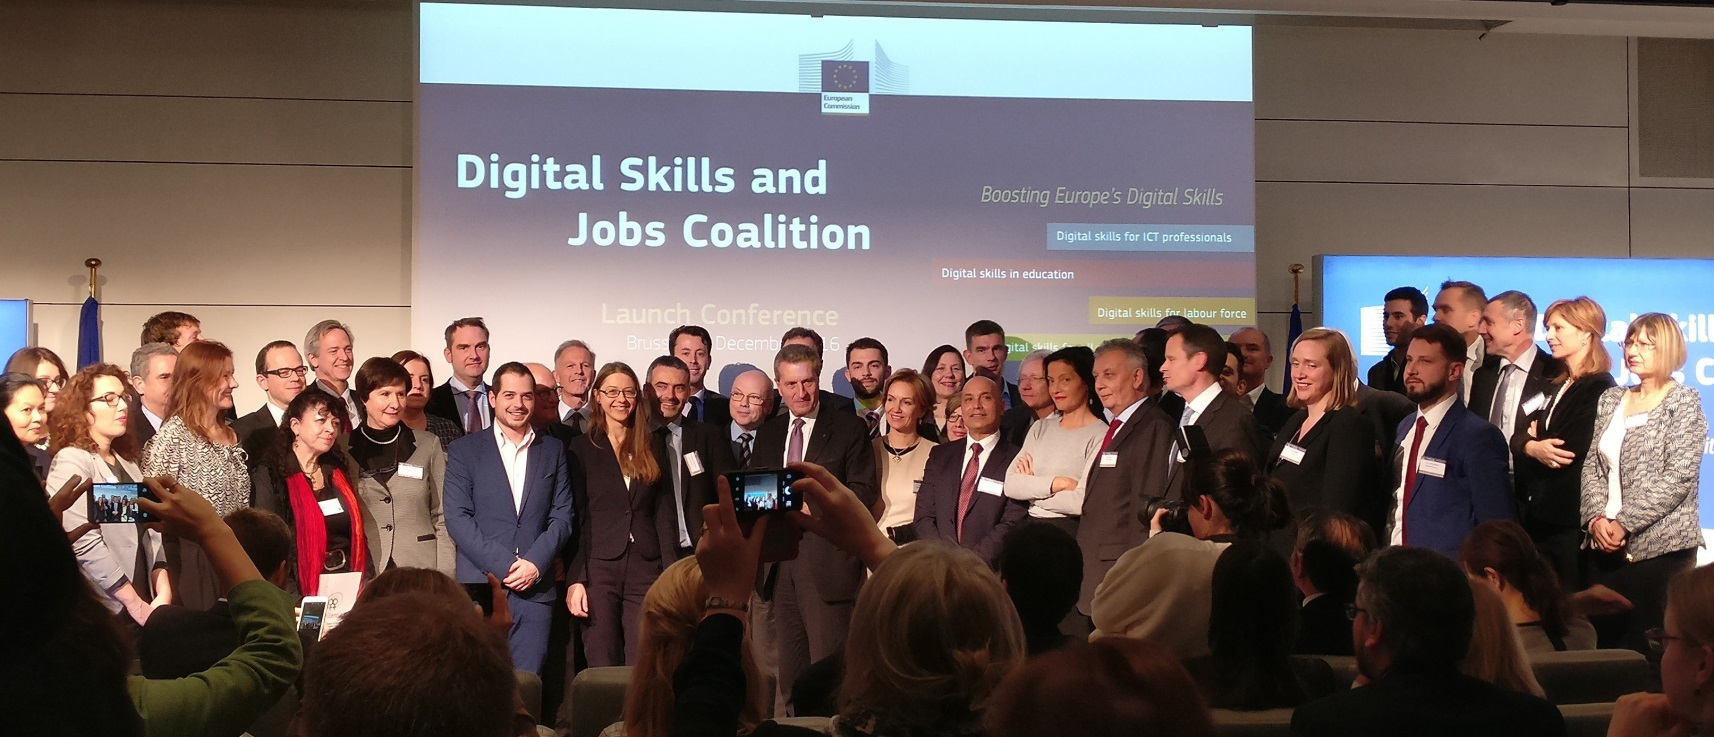 European
Commission
Digital Skills and
Jobs Coalition
Boosting Europe's Digital Skills
Digital skills for ICT professionals
Digital skills in education
Digital skills for labour force
Launch Conference